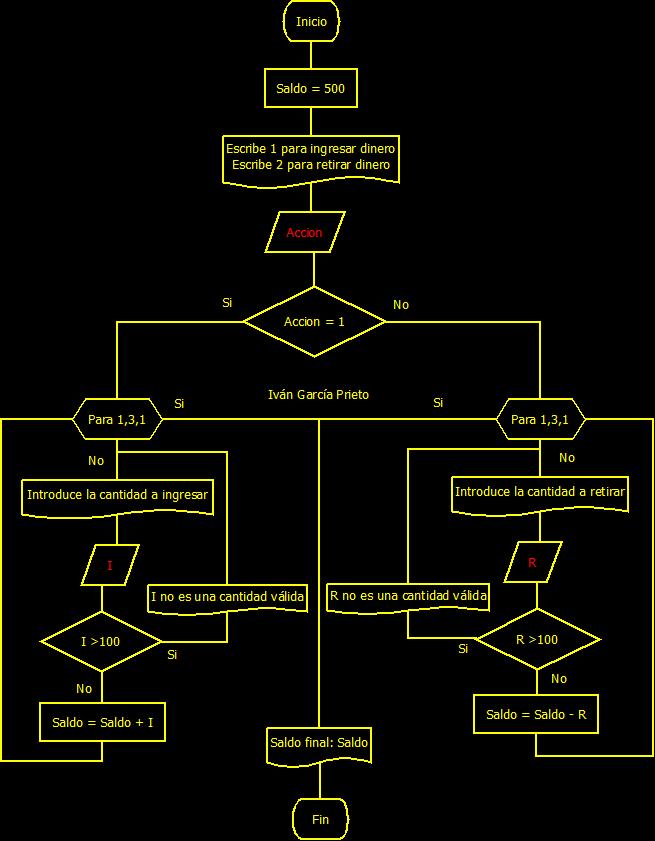 Inicio
Saldo = 500
Escribe 1 para ingresar dinero
Escribe 2 para retirar dinero
Accion
Si
No
Accion = 1
Iván García Prieto
Para 1,3,1
Si
Si
Para 1,3,1
No
No
Introduce la cantidad a ingresar
Introduce la cantidad a retirar
I
R
I no es una cantidad válida
R no es una cantidad válida
I >100
R >100
Si
Si
No
No
Saldo = Saldo + I
Saldo = Saldo - R
Saldo final: Saldo
Fin